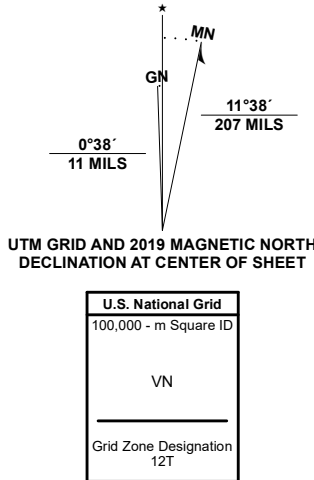 ★
MN
GN
11°38´
207 MILS
0°38´
11 MILS
UTM GRID AND 2019 MAGNETIC NORTH
DECLINATION AT CENTER OF SHEET
U.S. National Grid
100,000 - m Square ID
VN
Grid Zone Designation
12T